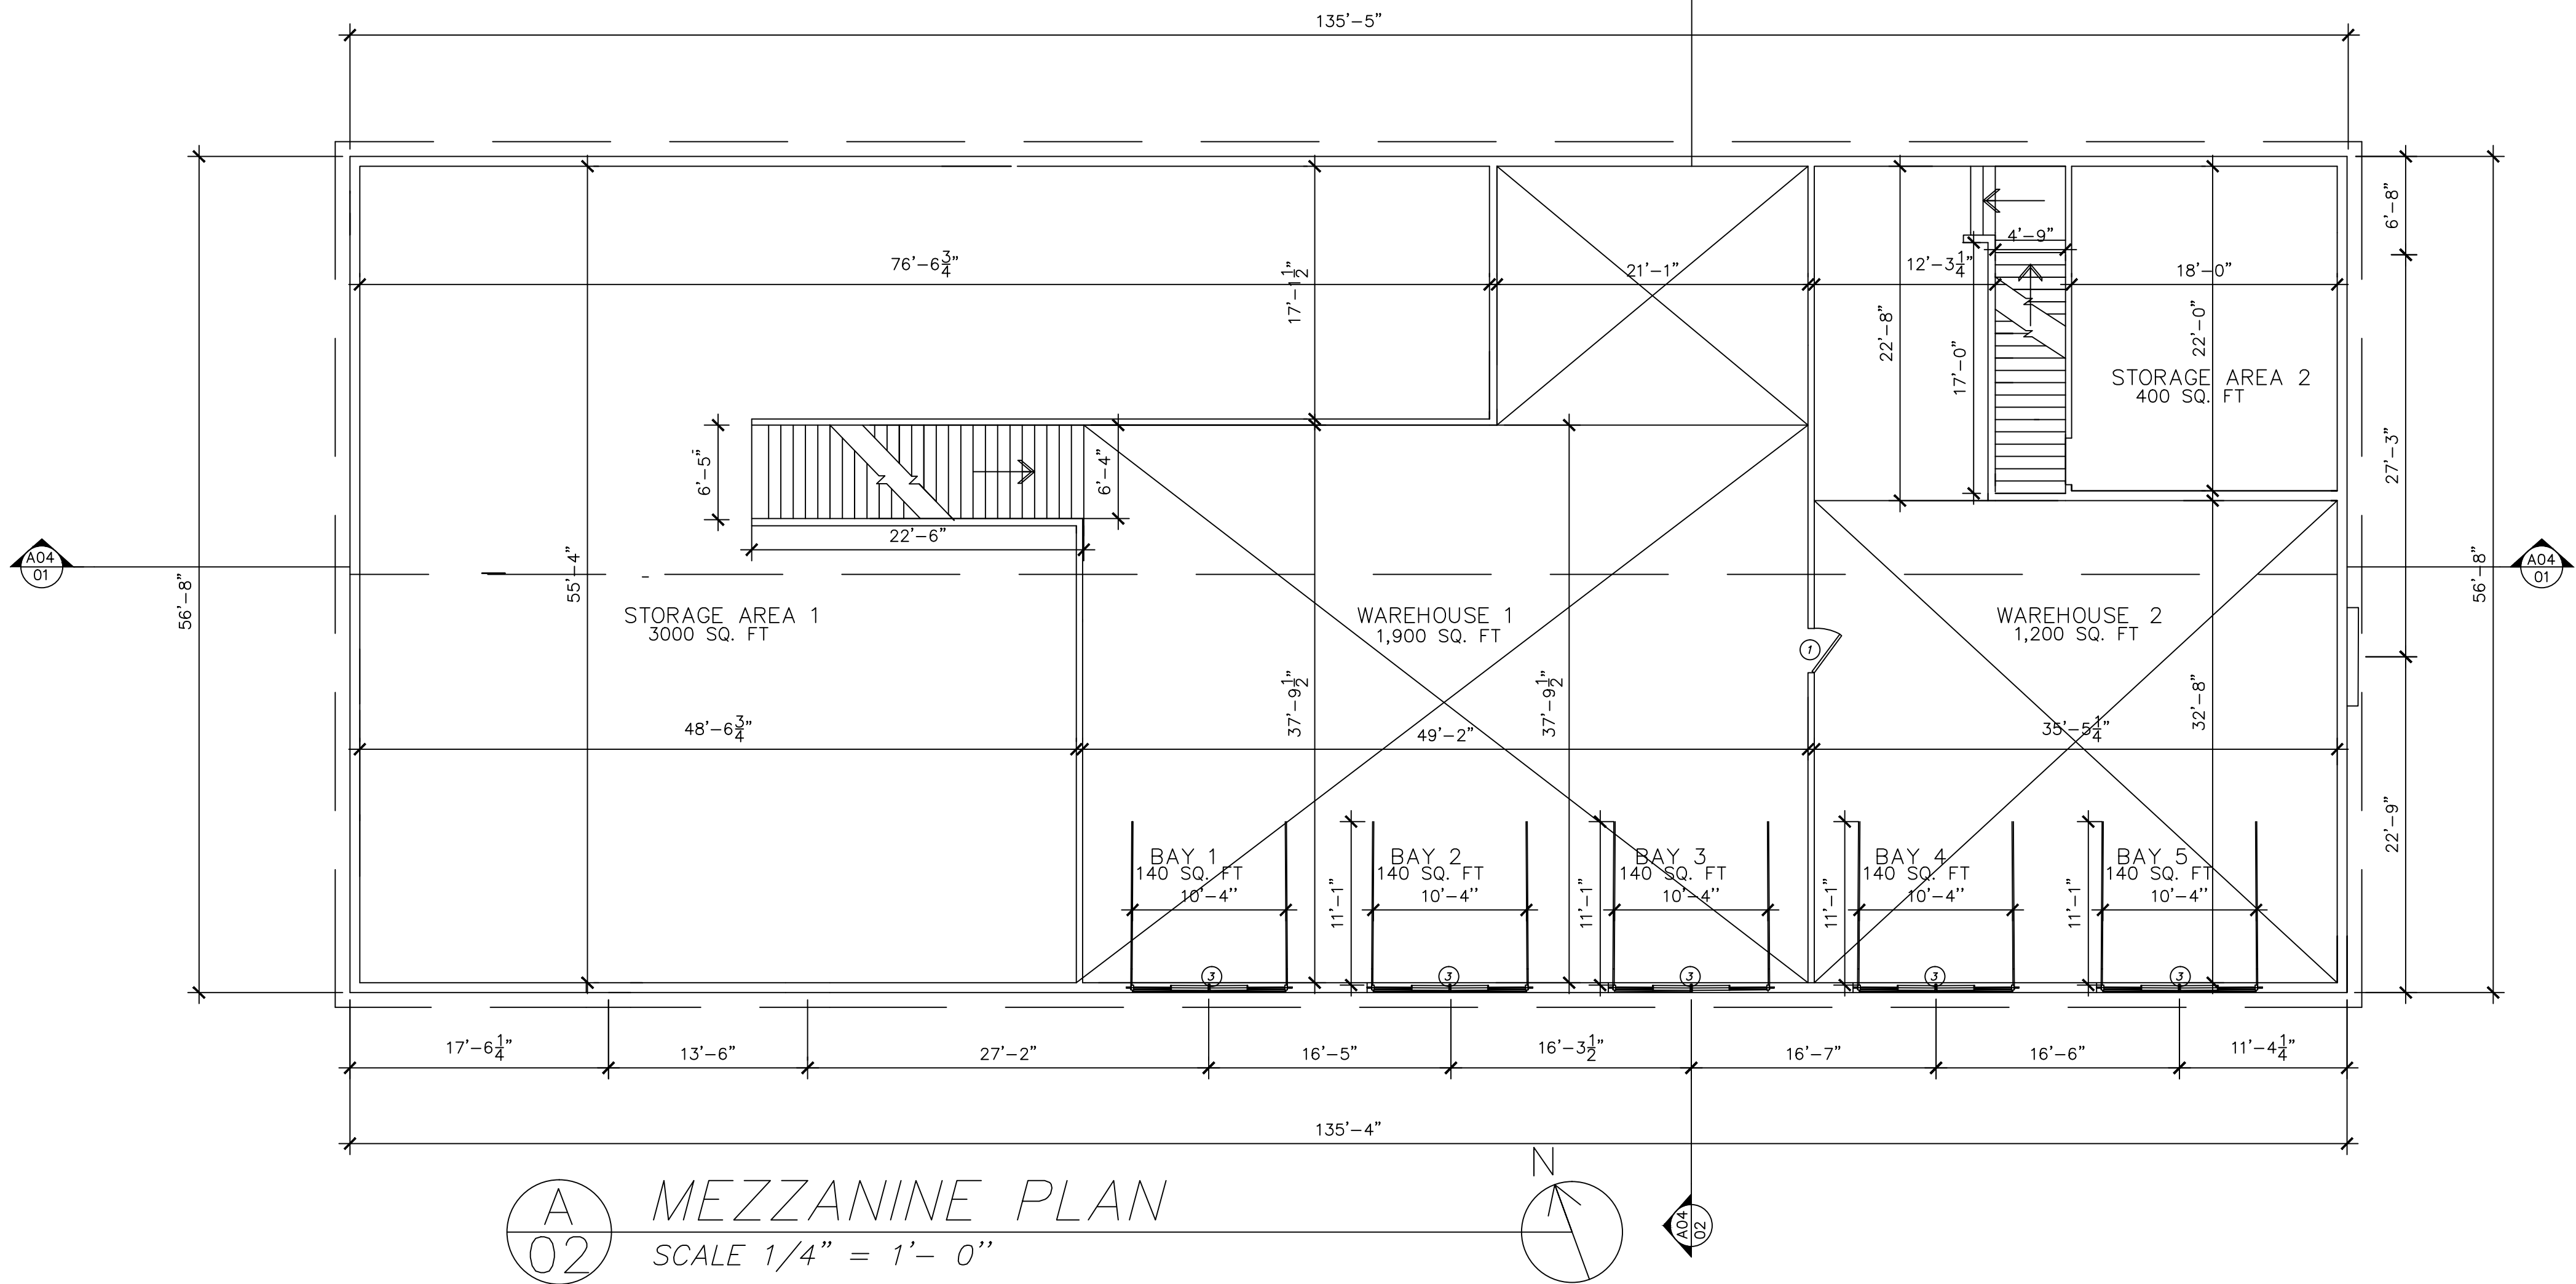 135'-5"
76'-6 3/4"
17'-1 1/2"
21'-1"
12'-3 1/4"
4'-9"
18'-0"
6'-8"
22'-8"
17'-0"
22'-0"
STORAGE AREA 2
400 SQ. FT
27'-3"
6'-5"
6'-4"
22'-6"
A04
01
56'-8"
55'-4"
STORAGE AREA 1
3000 SQ. FT
WAREHOUSE 1
1,900 SQ. FT
1
WAREHOUSE 2
1,200 SQ. FT
56'-8"
A04
01
48'-6 3/4"
37'-9 1/2"
49'-2"
37'-9 1/2"
35'-5 1/4"
32'-8"
22'-9"
BAY 1
140 SQ. FT
10'-4"
11'-1"
BAY 2
140 SQ. FT
10'-4"
11'-1"
BAY 3
140 SQ. FT
10'-4"
11'-1"
BAY 4
140 SQ. FT
10'-4"
11'-1"
BAY 5
140 SQ. FT
10'-4"
3
3
3
3
3
17'-6 1/4"
13'-6"
27'-2"
16'-5"
16'-3 1/2"
16'-7"
16'-6"
11'-4 1/4"
135'-4"
A
02
MEZZANINE PLAN
SCALE 1/4" = 1'- 0"
N
A04
02